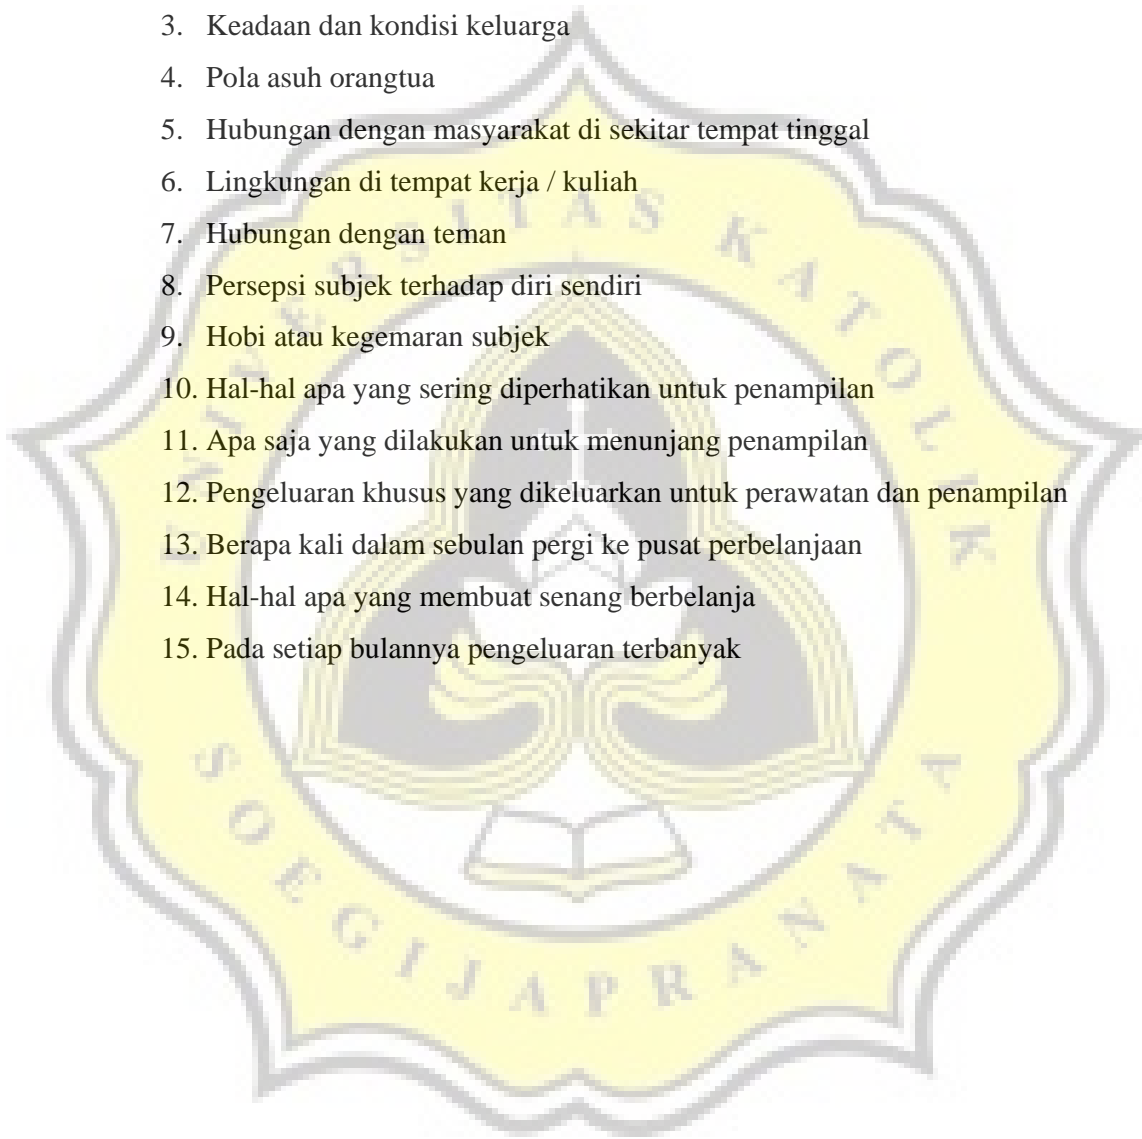 3. Keadaan dan kondisi keluarga
4. Pola asuh orangtua
5. Hubungan dengan masyarakat di sekitar tempat tinggal
6. Lingkungan di tempat kerja / kuliah
7. Hubungan dengan teman
8. Persepsi subjek terhadap diri sendiri
9. Hobi atau kegemaran subjek
10. Hal-hal apa yang sering diperhatikan untuk penampilan
11. Apa saja yang dilakukan untuk menunjang penampilan
12. Pengeluaran khusus yang dikeluarkan untuk perawatan dan penampilan
13. Berapa kali dalam sebulan pergi ke pusat perbelanjaan
14. Hal-hal apa yang membuat senang berbelanja
15. Pada setiap bulannya pengeluaran terbanyak
UNIVERSITAS KATOLIK
SOEGIJAPRANATA